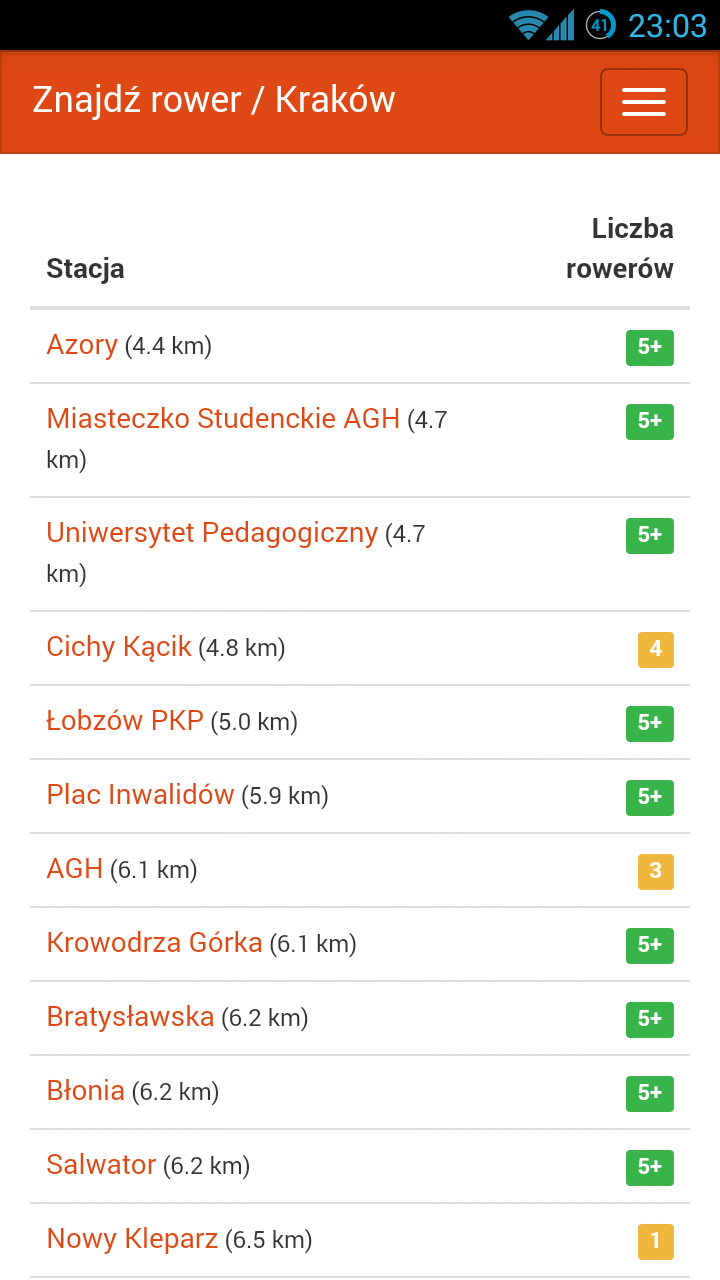 41 23:03
Znajdź rower / Kraków
Liczba
Stacja rowerów
Azory (4.4 km) 5+
Miasteczko Studenckie AGH (4.7 5+
km)
Uniwersytet Pedagogiczny (4.7 5+
km)
Cichy Kącik (4.8 km) 4
Łobzów PKP (5.0 km) 5+
Plac Inwalidów (5.9 km) 5+
AGH (6.1 km) 3
Krowodrza Górka (6.1 km) 5+
Bratysławska (6.2 km) 5+
Błonia (6.2 km) 5+
Salwator (6.2 km) 5+
Nowy Kleparz (6.5 km) 1